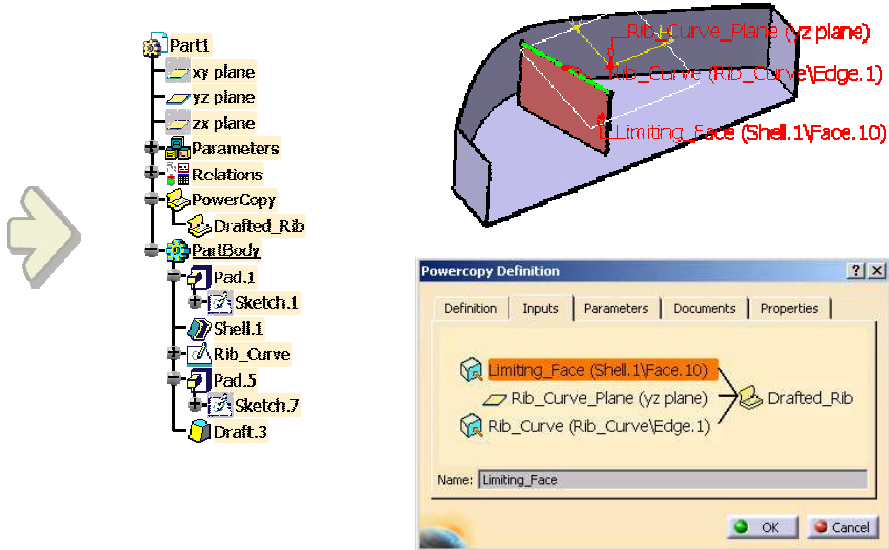 Part1
xy plane
yz plane
zx plane
Parameters
Relations
PowerCopy
Drafted_Rib
PartBody
Pad.1
Sketch.1
Shell.1
Rib_Curve
Pad.5
Sketch.7
Draft.3
Rib_Curve_Plane (yz plane)
Rib_Curve (Rib_Curve\Edge.1)
Limiting_Face (Shell.1\Face.10)
Powercopy Definition
Definition Inputs Parameters Documents Properties
Limiting_Face (Shell.1\Face.10)
Rib_Curve_Plane (yz plane) Drafted_Rib
Rib_Curve (Rib_Curve\Edge.1)
Name: Limiting_Face
OK Cancel